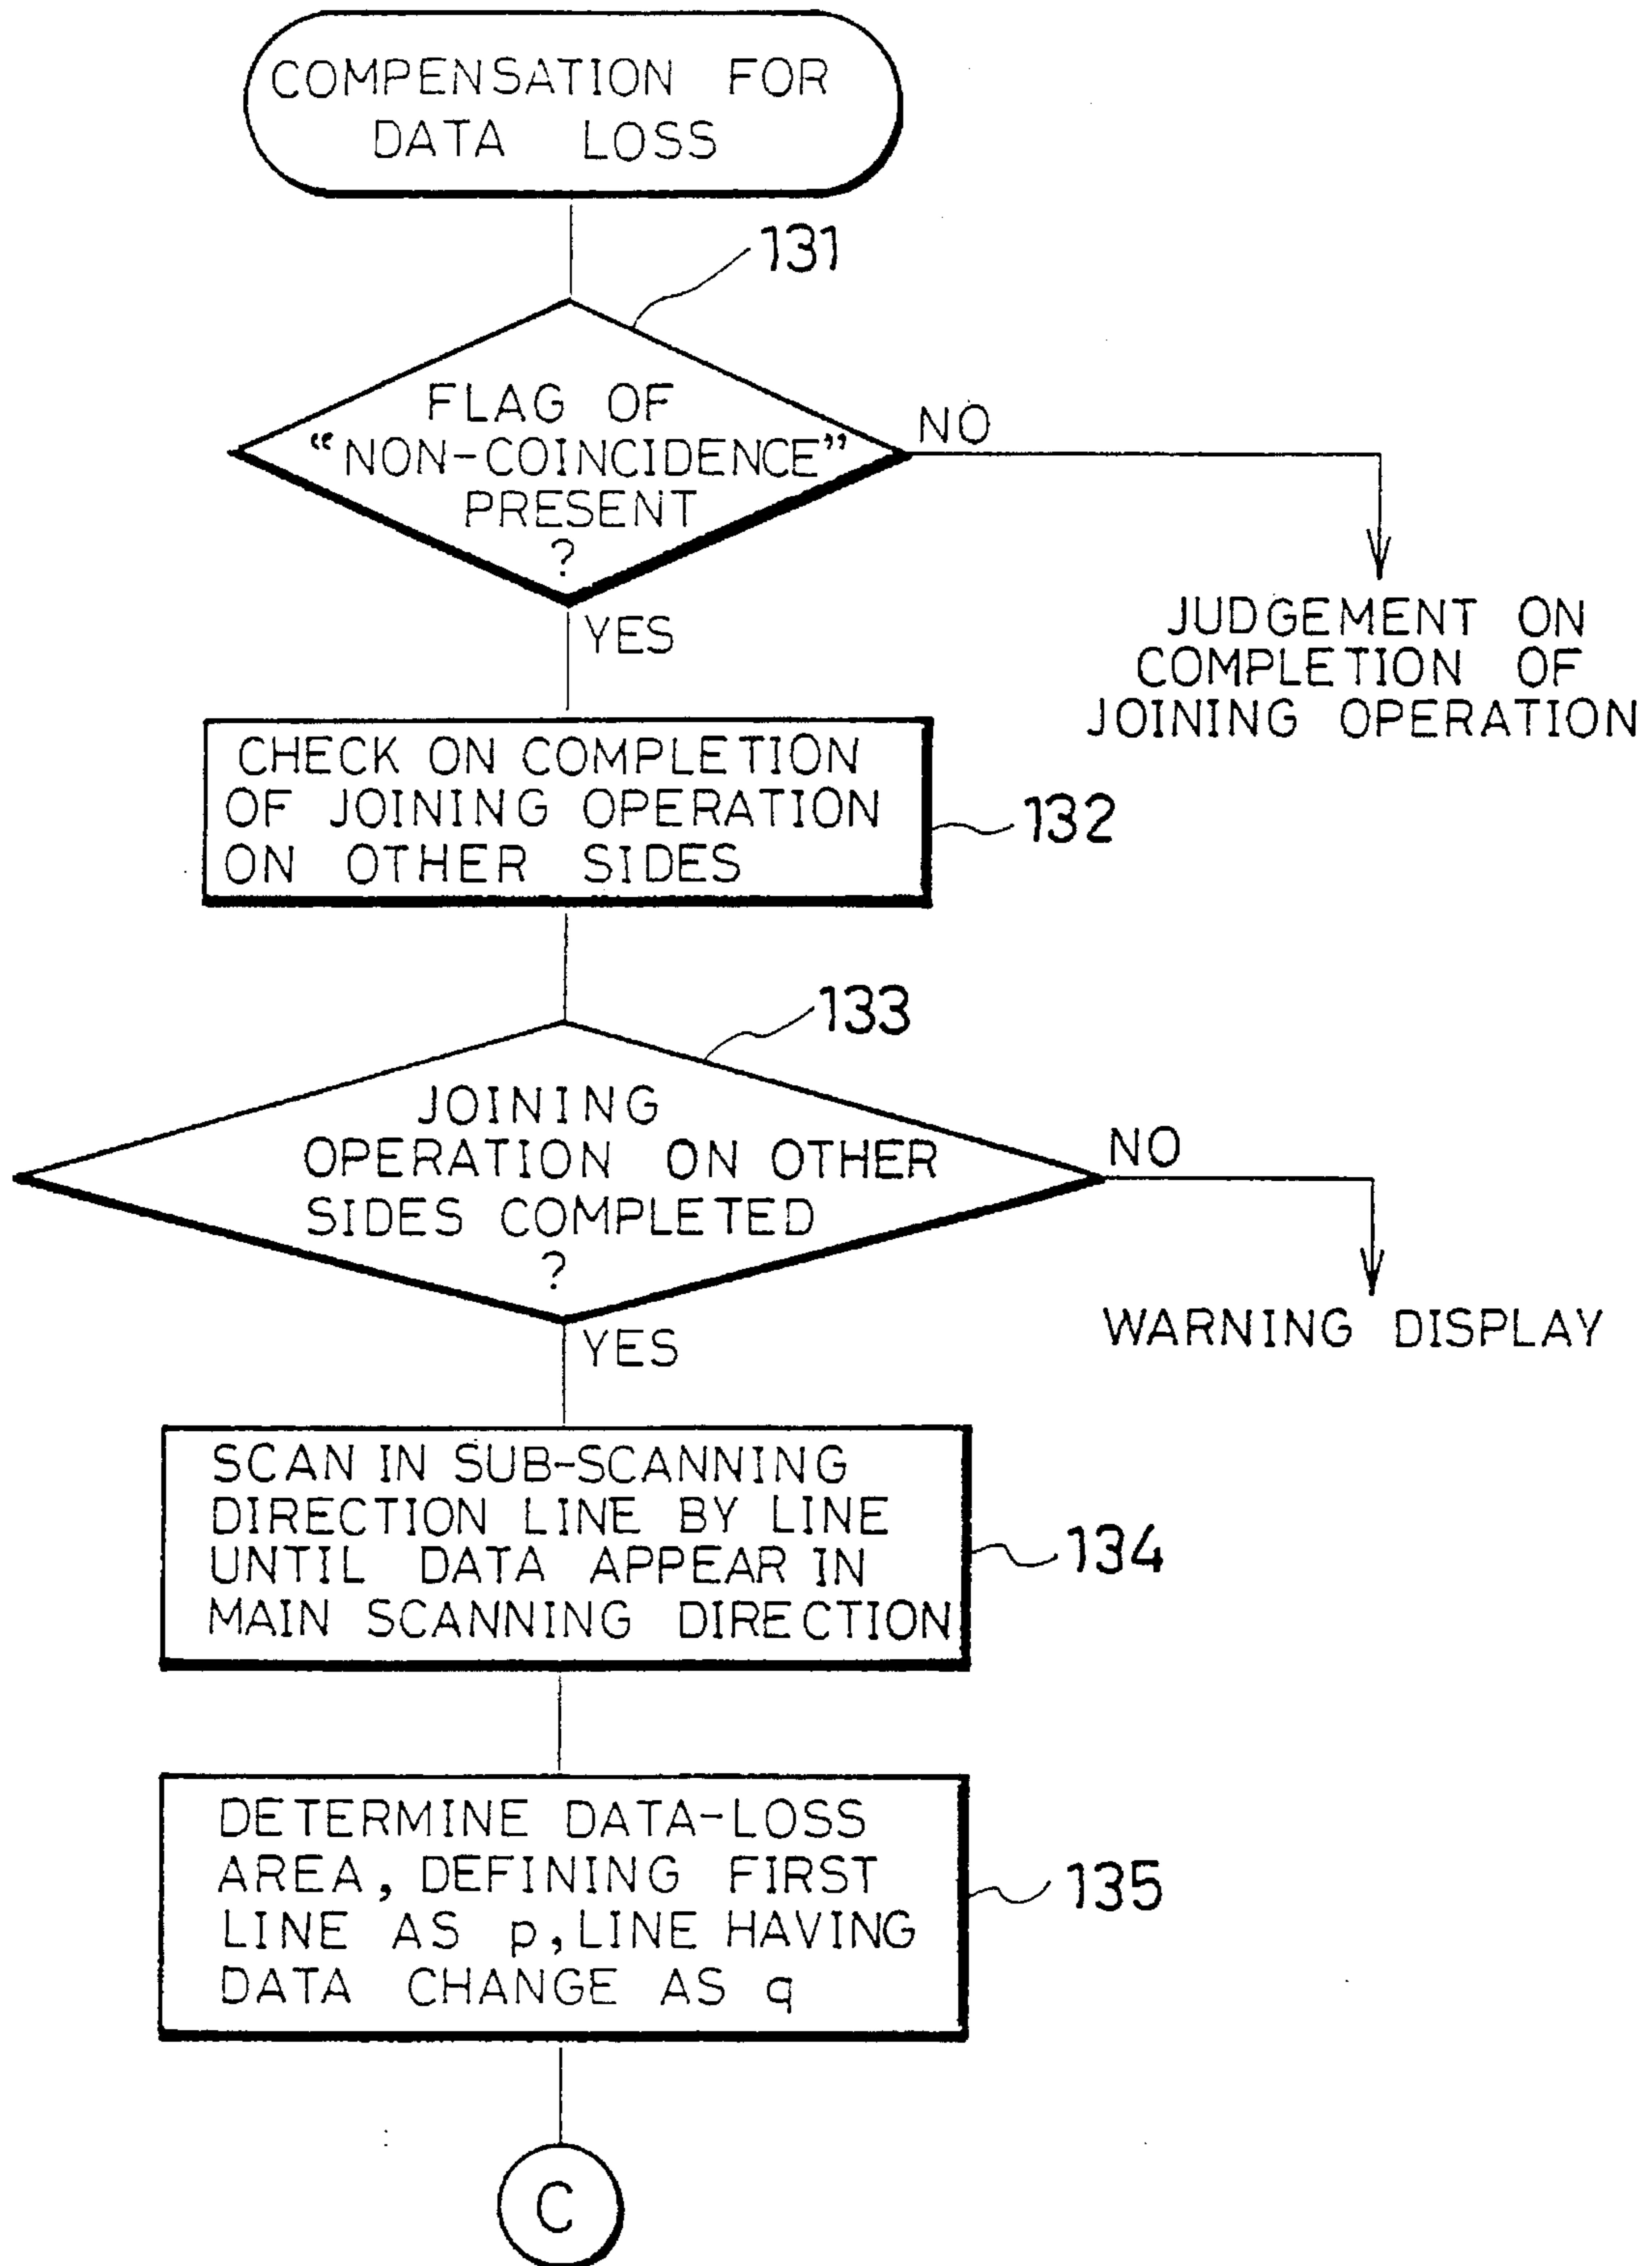 COMPENSATION FOR
DATA LOSS
131
FLAG OF
“NON-COINCIDENCE”
PRESENT
?
NO
YES
JUDGEMENT ON
COMPLETION OF
JOINING OPERATION
CHECK ON COMPLETION
OF JOINING OPERATION
ON OTHER SIDES
132
133
JOINING
OPERATION ON OTHER
SIDES COMPLETED
?
NO
YES
WARNING DISPLAY
SCAN IN SUB-SCANNING
DIRECTION LINE BY LINE
UNTIL DATA APPEAR IN
MAIN SCANNING DIRECTION
134
DETERMINE DATA-LOSS
AREA, DEFINING FIRST
LINE AS p, LINE HAVING
DATA CHANGE AS q
135
C